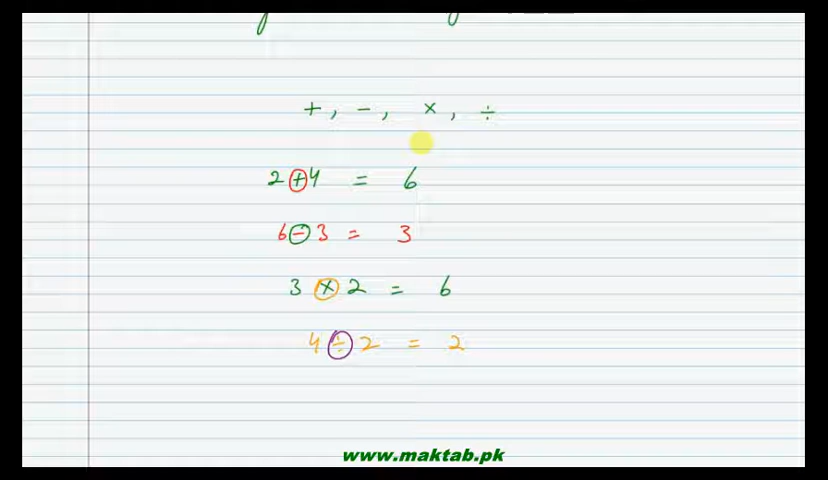 +, -, ×, ÷
2+4 = 6
6-3 = 3
3 × 2 = 6
4 ÷ 2 = 2
www.maktab.pk